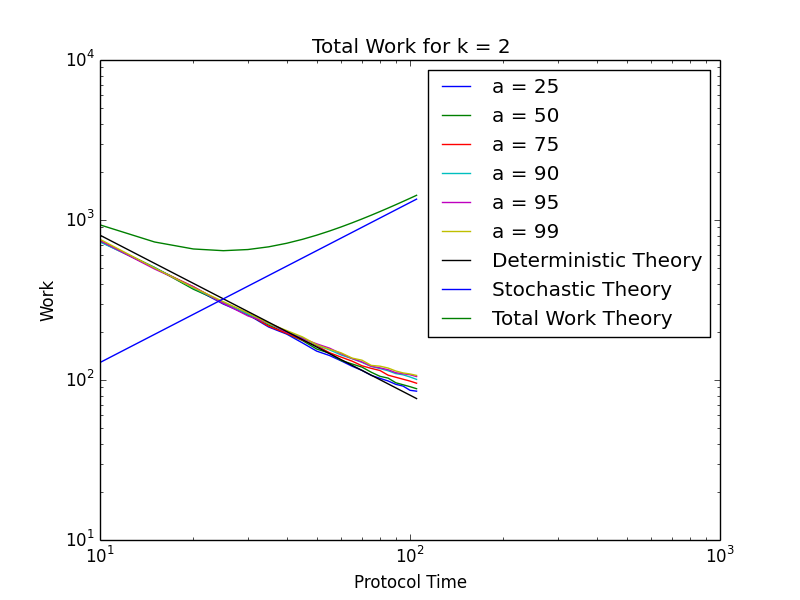 Total Work for k = 2
10^4
10^3
10^2
10^1
Work
a = 25
a = 50
a = 75
a = 90
a = 95
a = 99
Deterministic Theory
Stochastic Theory
Total Work Theory
10^1
10^2
10^3
Protocol Time